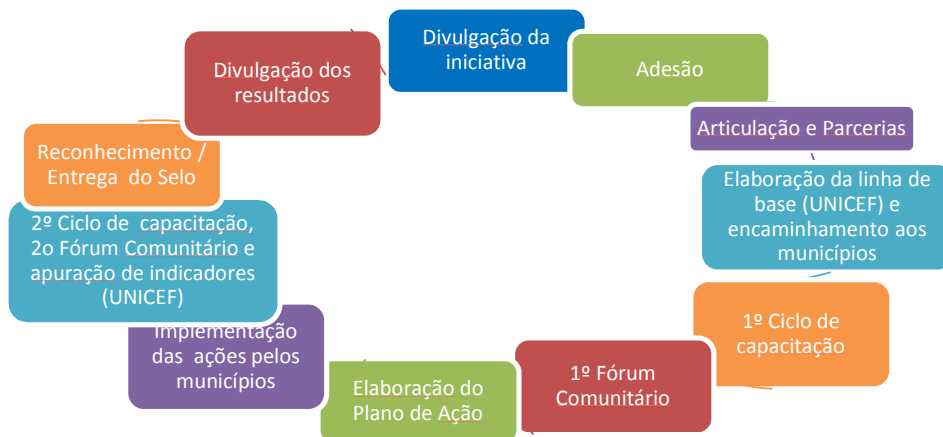 Divulgação da
iniciativa
Adesão
Articulação e Parcerias
Elaboração da linha de
base (UNICEF) e
encaminhamento aos
municípios
1º Ciclo de
capacitação
1º Fórum
Comunitário
Elaboração do
Plano de Ação
Implementação
das ações pelos
municípios
2º Ciclo de capacitação,
2o Fórum Comunitário e
apuração de indicadores
(UNICEF)
Reconhecimento /
Entrega do Selo
Divulgação dos
resultados